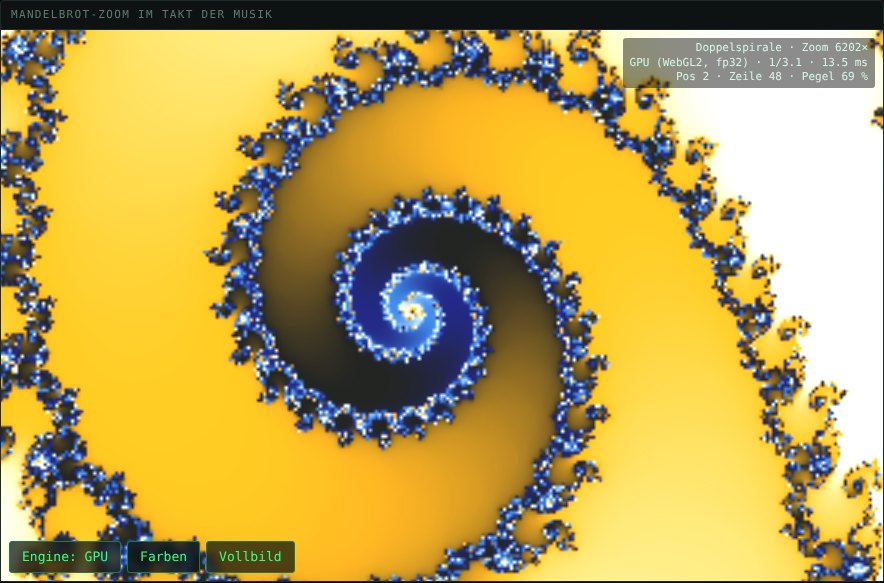 MANDELBROT-ZOOM IM TAKT DER MUSIK
Doppelspirale · Zoom 6202×
GPU (WebGL2, fp32) · 1/3.1 · 13.5 ms
Pos 2 · Zeile 48 · Pegel 69 %
Engine: GPU
Farben
Vollbild